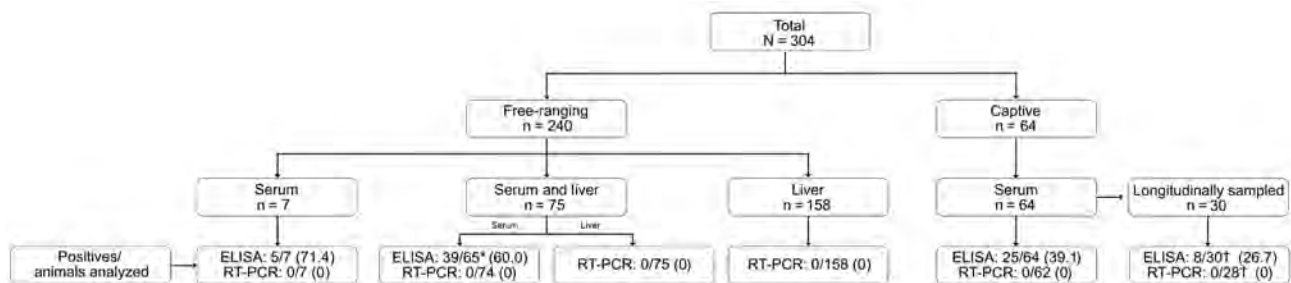 Total
N = 304
Free-ranging
n = 240
Captive
n = 64
Serum
n = 7
Serum and liver
n = 75
Liver
n = 158
Serum
n = 64
Longitudinally sampled
n = 30
Serum
Liver
Positives/
animals analyzed
ELISA: 5/7 (71.4)
RT-PCR: 0/7 (0)
ELISA: 39/65* (60.0)
RT-PCR: 0/74 (0)
RT-PCR: 0/75 (0)
RT-PCR: 0/158 (0)
ELISA: 25/64 (39.1)
RT-PCR: 0/62 (0)
ELISA: 8/30† (26.7)
RT-PCR: 0/28† (0)